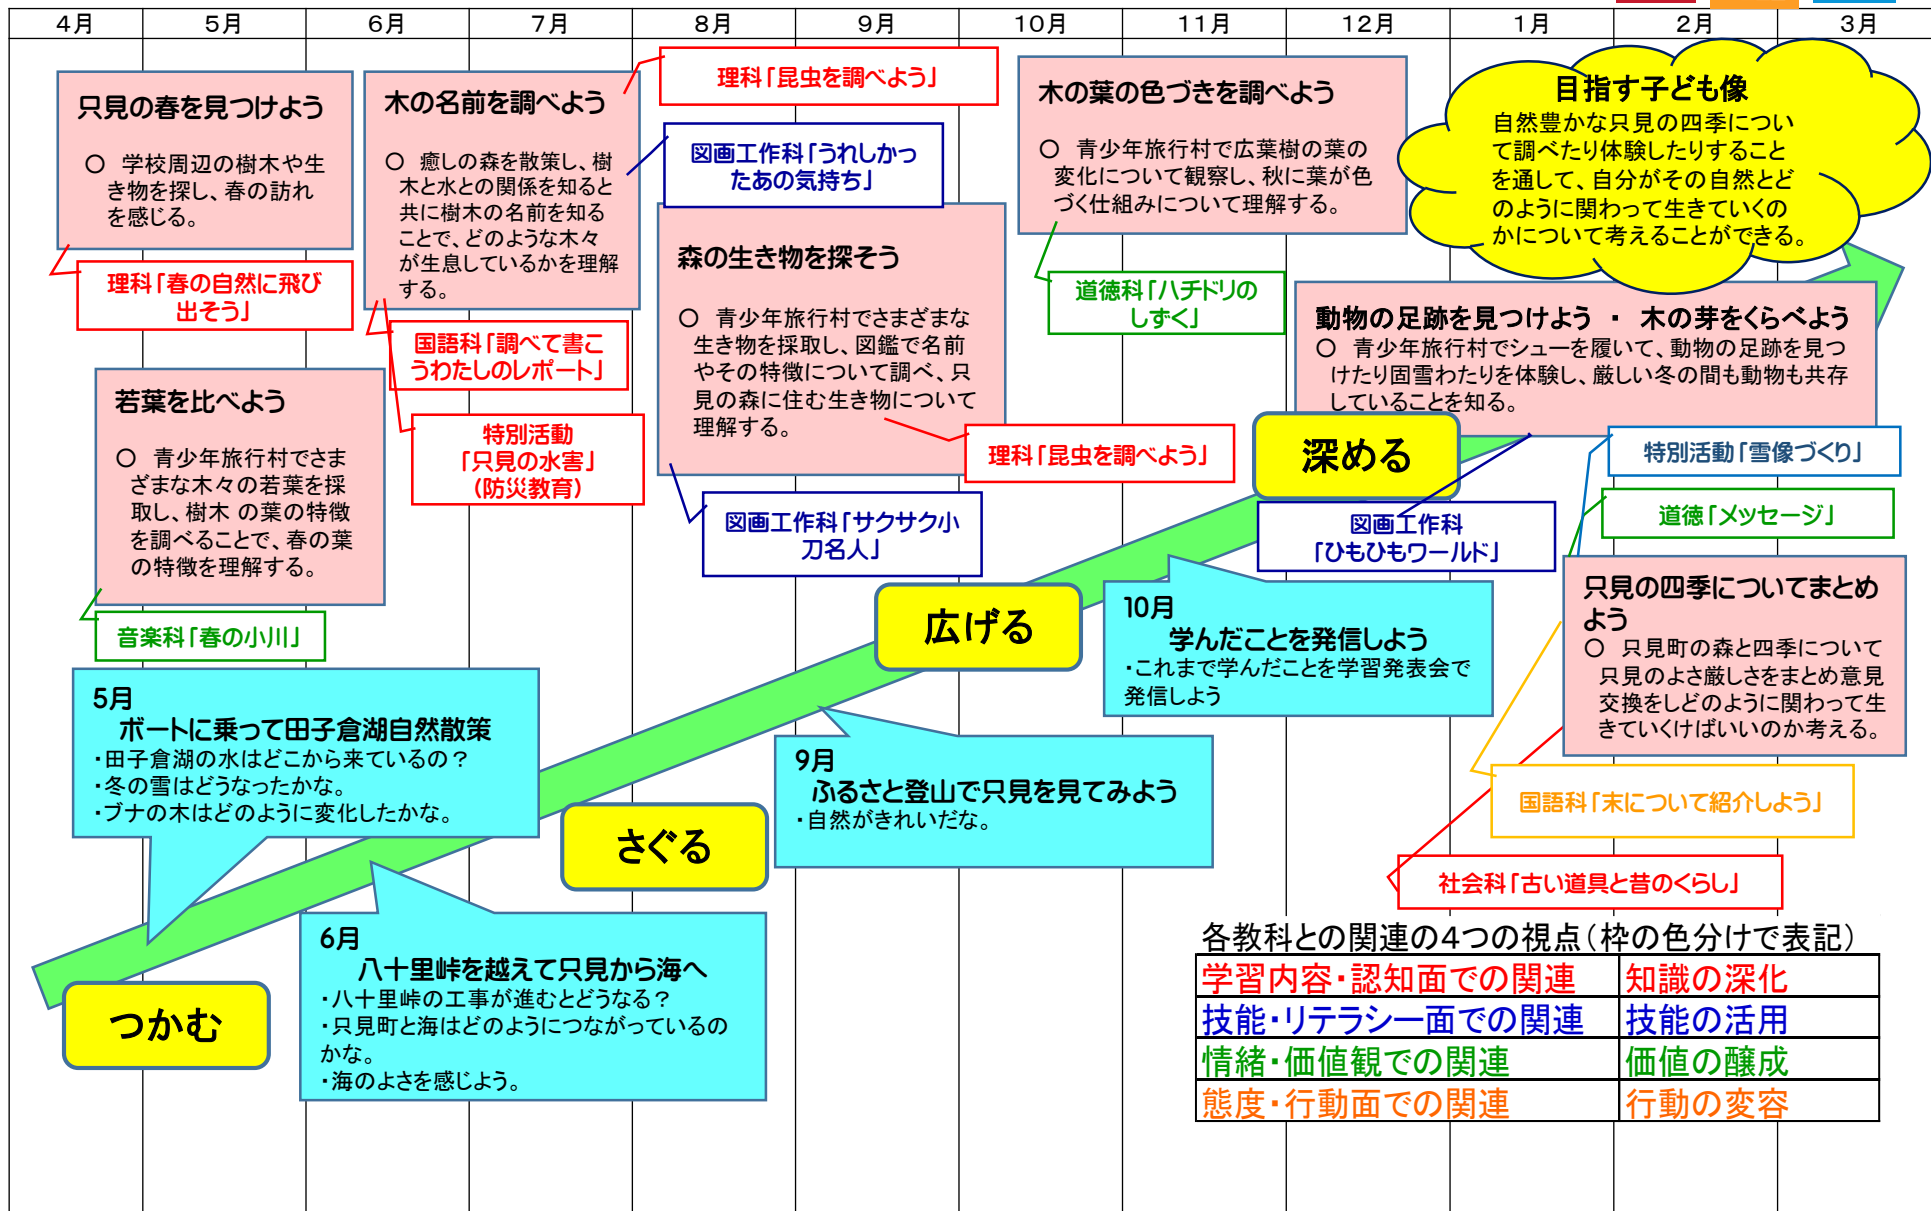 4月
5月
6月
7月
8月
9月
10月
11月
12月
1月
2月
3月
只見の春を見つけよう
○ 学校周辺の樹木や生
き物を探し、春の訪れ
を感じる。
理科「春の自然に飛び
出そう」
若葉を比べよう
○ 青少年旅行村でさま
ざまな木々の若葉を採
取し、樹木 の葉の特徴
を調べることで、春の葉
の特徴を理解する。
音楽科「春の小川」
木の名前を調べよう
○ 癒しの森を散策し、樹
木と水との関係を知ると
共に樹木の名前を知る
ことで、どのような木々
が生息しているかを理解
する。
国語科「調べて書こ
うわたしのレポート」
特別活動
「只見の水害」
(防災教育)
理科「昆虫を調べよう」
図画工作科「うれしかっ
たあの気持ち」
森の生き物を探そう
○ 青少年旅行村でさまざまな
生き物を採取し、図鑑で名前
やその特徴について調べ、只
見の森に住む生き物について
理解する。
理科「昆虫を調べよう」
図画工作科「サクサク小
刀名人」
木の葉の色づきを調べよう
○ 青少年旅行村で広葉樹の葉の
変化について観察し、秋に葉が色
づく仕組みについて理解する。
道徳科「ハチドリの
しずく」
目指す子ども像
自然豊かな只見の四季につい
て調べたり体験したりすること
を通して、自分がその自然とど
のように関わって生きていくの
かについて考えることができる。
動物の足跡を見つけよう ・ 木の芽をくらべよう
○ 青少年旅行村でシューを履いて、動物の足跡を見つ
けたり固雪わたりを体験し、厳しい冬の間も動物も共存
していることを知る。
深める
特別活動「雪像づくり」
道徳「メッセージ」
図画工作科
「ひもひもワールド」
只見の四季についてまとめ
よう
○ 只見町の森と四季について
只見のよさ厳しさをまとめ意見
交換をしどのように関わって生
きていくけばいいのか考える。
国語科「末について紹介しよう」
社会科「古い道具と昔のくらし」
広げる
10月
学んだことを発信しよう
・これまで学んだことを学習発表会で
発信しよう
5月
ボートに乗って田子倉湖自然散策
・田子倉湖の水はどこから来ているの？
・冬の雪はどうなったかな。
・ブナの木はどのように変化したかな。
9月
ふるさと登山で只見を見てみよう
・自然がきれいだな。
さぐる
6月
八十里峠を越えて只見から海へ
・八十里峠の工事が進むとどうなる？
・只見町と海はどのようにつながっているの
かな。
・海のよさを感じよう。
つかむ
各教科との関連の4つの視点（枠の色分けで表記）
学習内容・認知面での関連 知識の深化
技能・リテラシー面での関連 技能の活用
情緒・価値観での関連 価値の醸成
態度・行動面での関連 行動の変容